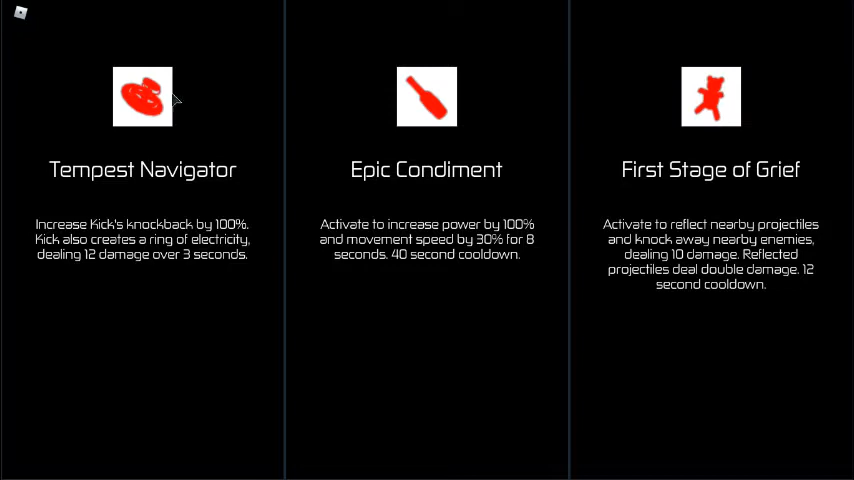 Tempest Navigator
Increase Kick's knockback by 100%.
Kick also creates a ring of electricity,
dealing 12 damage over 3 seconds.
Epic Condiment
Activate to increase power by 100%
and movement speed by 30% for 8
seconds. 40 second cooldown.
First Stage of Grief
Activate to reflect nearby projectiles
and knock away nearby enemies,
dealing 10 damage. Reflected
projectiles deal double damage. 12
second cooldown.